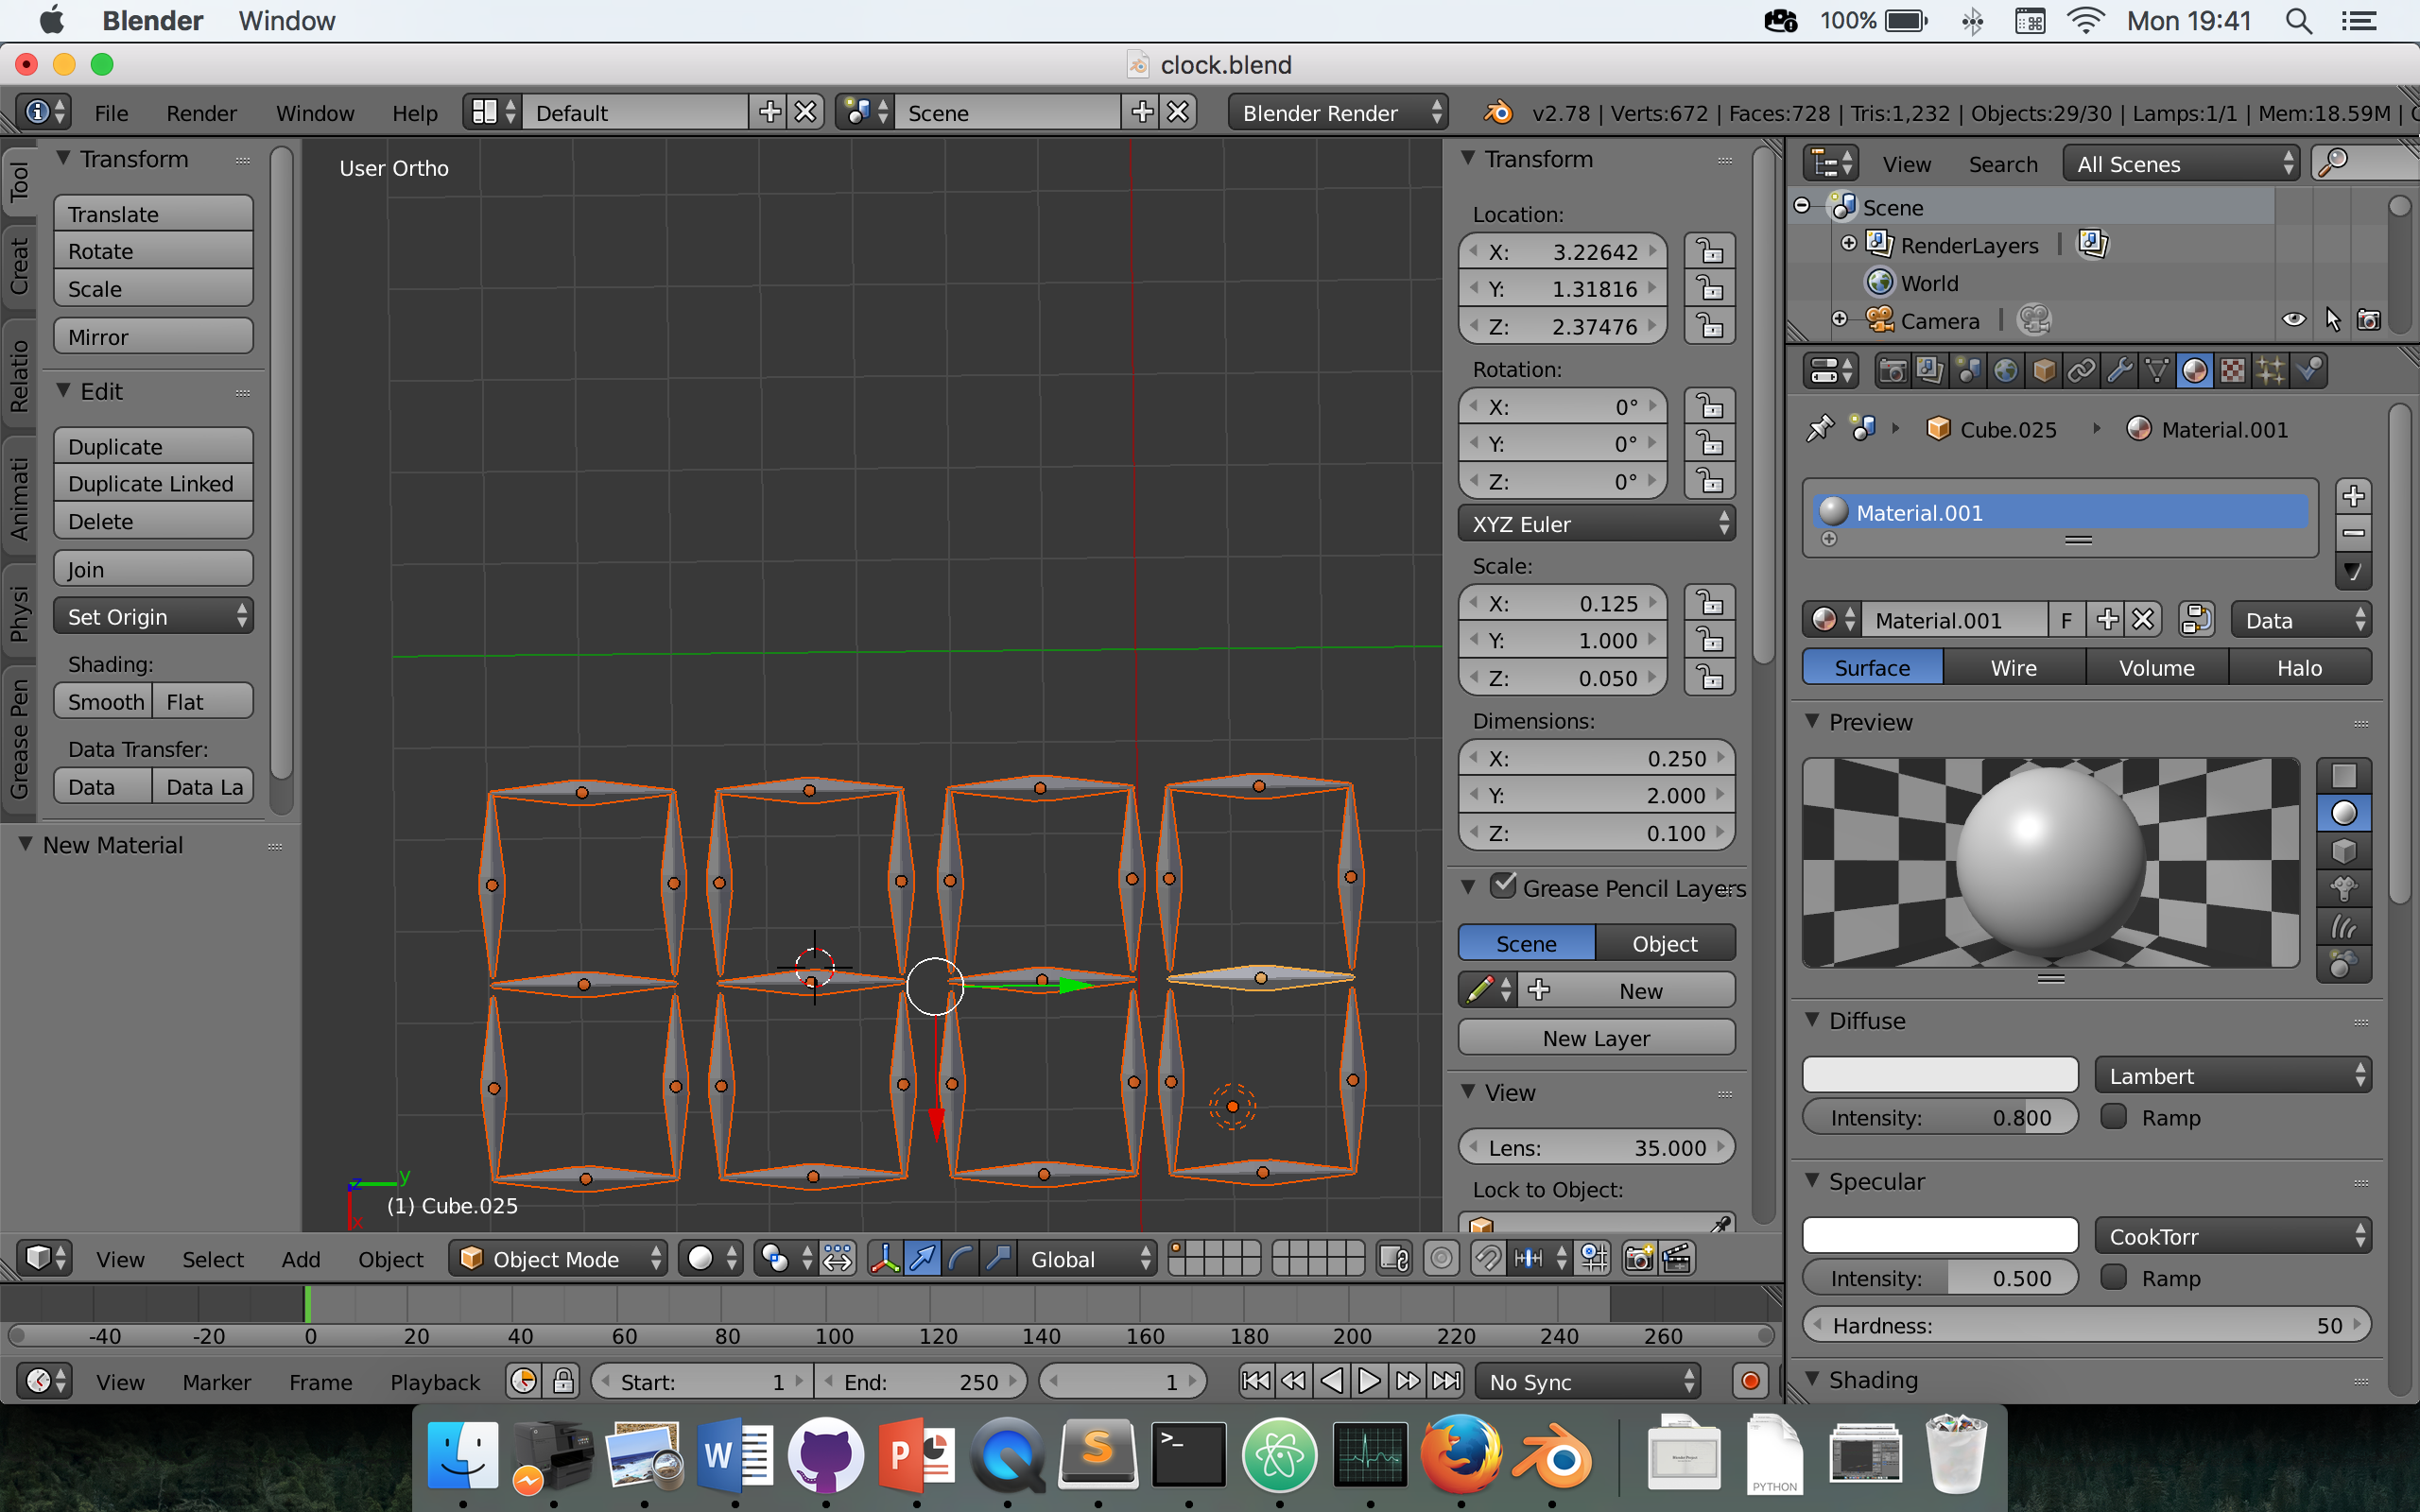 Blender Window 100% Mon 19:41
clock.blend
File Render Window Help Default Scene Blender Render v2.78 | Verts:672 | Faces:728 | Tris:1,232 | Objects:29/30 | Lamps:1/1 | Mem:18.59M |
Tool
Creat
Relatio
Animati
Physi
Grease Pen
Transform
Translate
Rotate
Scale
Mirror
Edit
Duplicate
Duplicate Linked
Delete
Join
Set Origin
Shading:
Smooth Flat
Data Transfer:
Data Data La
New Material
User Ortho
z y
x
(1) Cube.025
Transform
Location:
X: 3.22642
Y: 1.31816
Z: 2.37476
Rotation:
X: 0°
Y: 0°
Z: 0°
XYZ Euler
Scale:
X: 0.125
Y: 1.000
Z: 0.050
Dimensions:
X: 0.250
Y: 2.000
Z: 0.100
Grease Pencil Layers
Scene Object
New
New Layer
View
Lens: 35.000
Lock to Object:
View Search All Scenes
Scene
RenderLayers |
World
Camera |
Cube.025 Material.001
Material.001
Material.001 F Data
Surface Wire Volume Halo
Preview
Diffuse
Lambert
Intensity: 0.800 Ramp
Specular
CookTorr
Intensity: 0.500 Ramp
Hardness: 50
Shading
View Select Add Object Object Mode Global
-40 -20 0 20 40 60 80 100 120 140 160 180 200 220 240 260
View Marker Frame Playback Start: 1 End: 250 1 No Sync
W P S >_
PYTHON